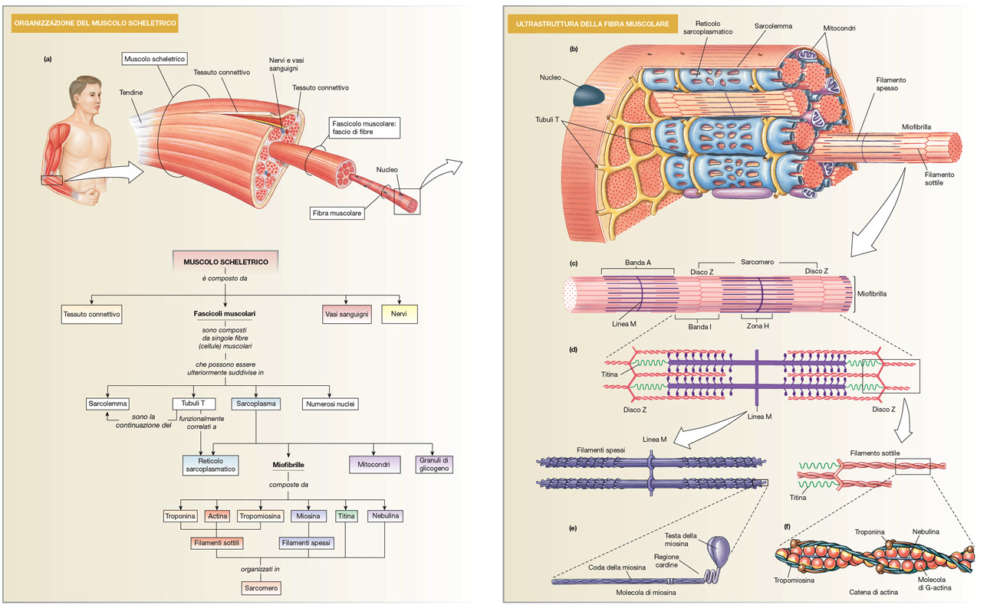 ORGANIZZAZIONE DEL MUSCOLO SCHELETRICO
(a)
Muscolo scheletrico
Nervi e vasi
sanguigni
Tessuto connettivo
Tessuto connettivo
Tendine
Fascicolo muscolare:
fascio di fibre
Nucleo
Fibra muscolare
MUSCOLO SCHELETRICO
è composto da
Tessuto connettivo
Fascicoli muscolari
Vasi sanguigni
Nervi
sono composti
da singole fibre
(cellule) muscolari
che possono essere
ulteriormente suddivise in
Sarcolemma
Tubuli T
Sarcoplasma
Numerosi nuclei
sono la
continuazione del
funzionalmente
correlati a
Reticolo
sarcoplasmatico
Miofibrille
Mitocondri
Granuli di
glicogeno
composte da
Troponina
Actina
Tropomiosina
Miosina
Titina
Nebulina
Filamenti sottili
Filamenti spessi
organizzati in
Sarcomero
ULTRASTRUTTURA DELLA FIBRA MUSCOLARE
(b)
Reticolo
sarcoplasmatico
Sarcolemma
Mitocondri
Nucleo
Filamento
spesso
Tubuli T
Miofibrilla
Filamento
sottile
(c)
Banda A
Sarcomero
Disco Z
Disco Z
Miofibrilla
Linea M
Banda I
Zona H
(d)
Titina
Disco Z
Linea M
Disco Z
Linea M
Filamenti spessi
Filamento sottile
Titina
(e)
Testa della
miosina
Regione
cardine
Coda della miosina
Molecola di miosina
(f)
Troponina
Nebulina
Tropomiosina
Molecola
di G-actina
Catena di actina